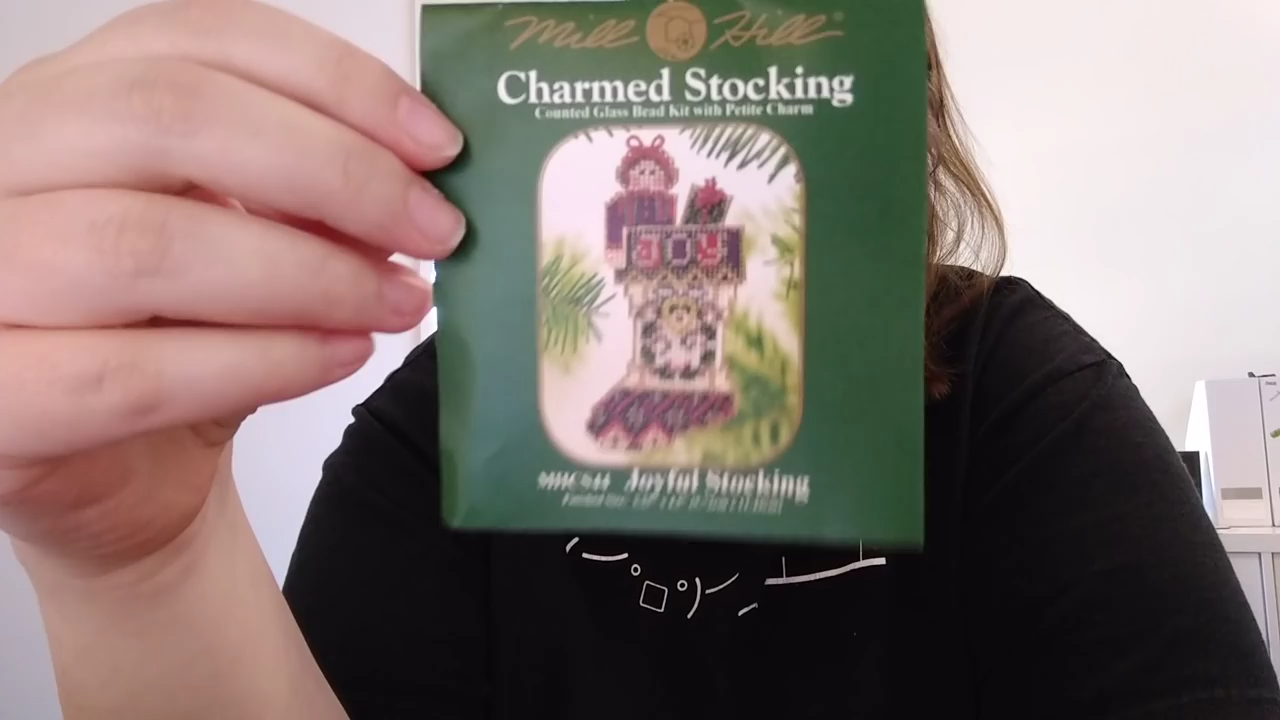 Mill Hill®
Charmed Stocking
Counted Glass Bead Kit with Petite Charm
JOY
Joyful Stocking